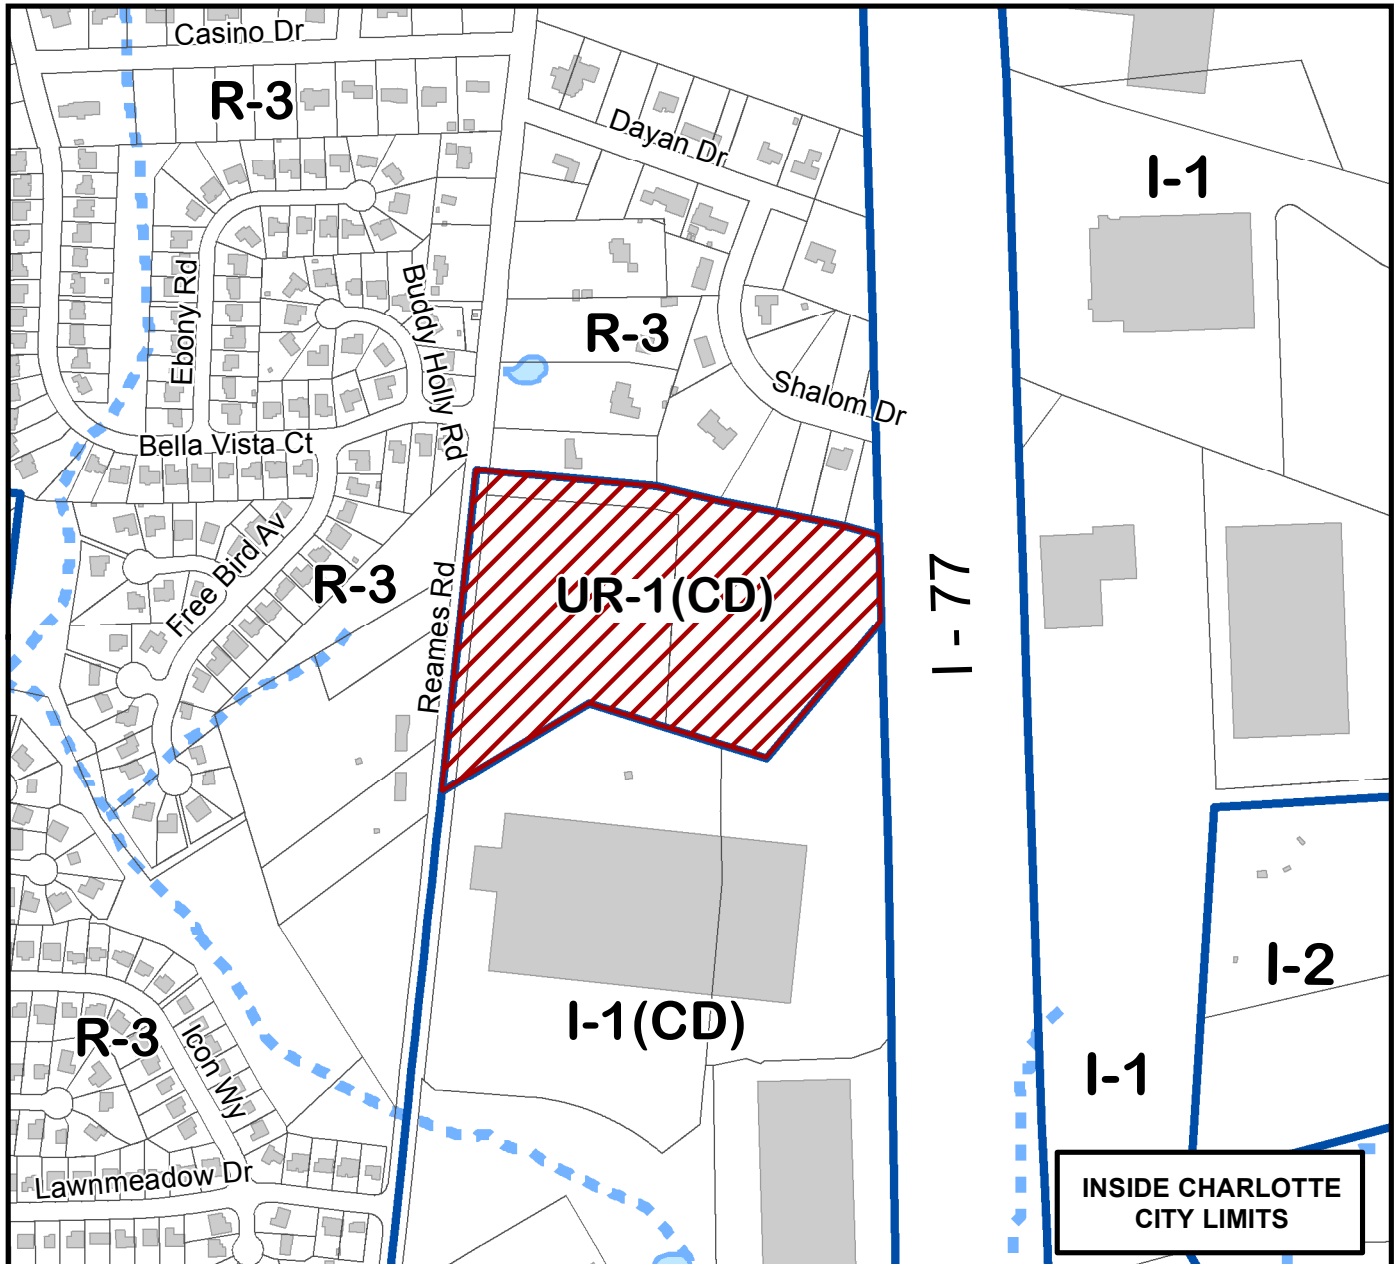 Casino Dr
R-3
Dayan Dr
I-1
Ebony Rd
Buddy Holly Rd
R-3
Shalom Dr
Bella Vista Ct
Free Bird Av
R-3
Reames Rd
UR-1(CD)
I - 77
I-2
I-1(CD)
R-3
Icon Wy
I-1
Lawnmeadow Dr
INSIDE CHARLOTTE
CITY LIMITS